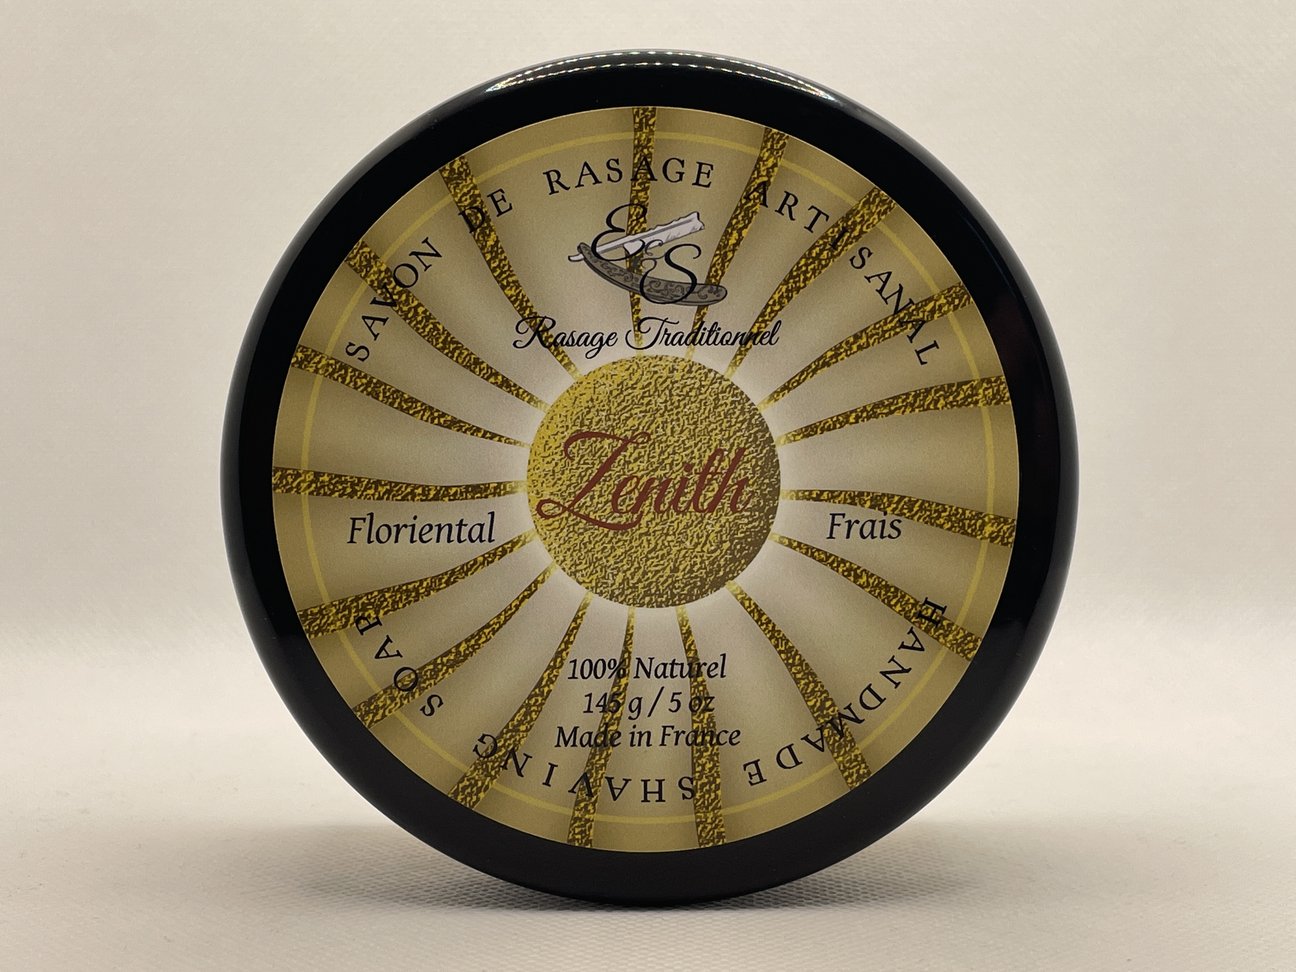 SAVON DE RASAGE ARTISANAL
E&S
Rasage Traditionnel
Zenith
Floriental
Frais
100% Naturel
145 g / 5 oz
Made in France
HANDMADE SHAVING SOAP